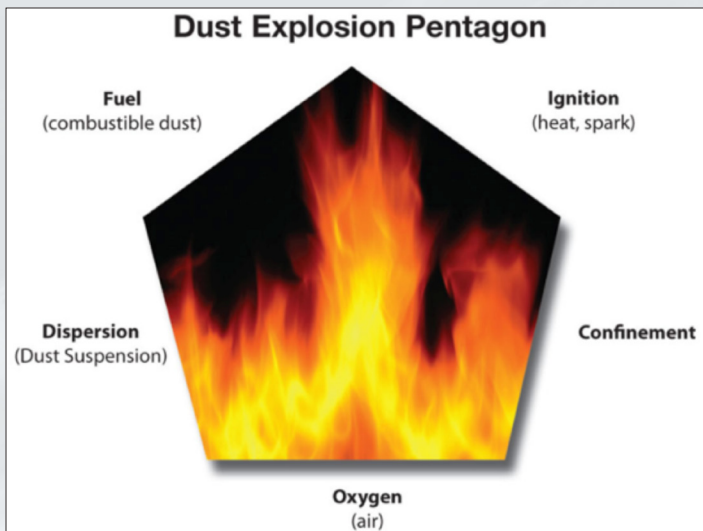 Dust Explosion Pentagon
Fuel
(combustible dust)
Ignition
(heat, spark)
Dispersion
(Dust Suspension)
Confinement
Oxygen
(air)